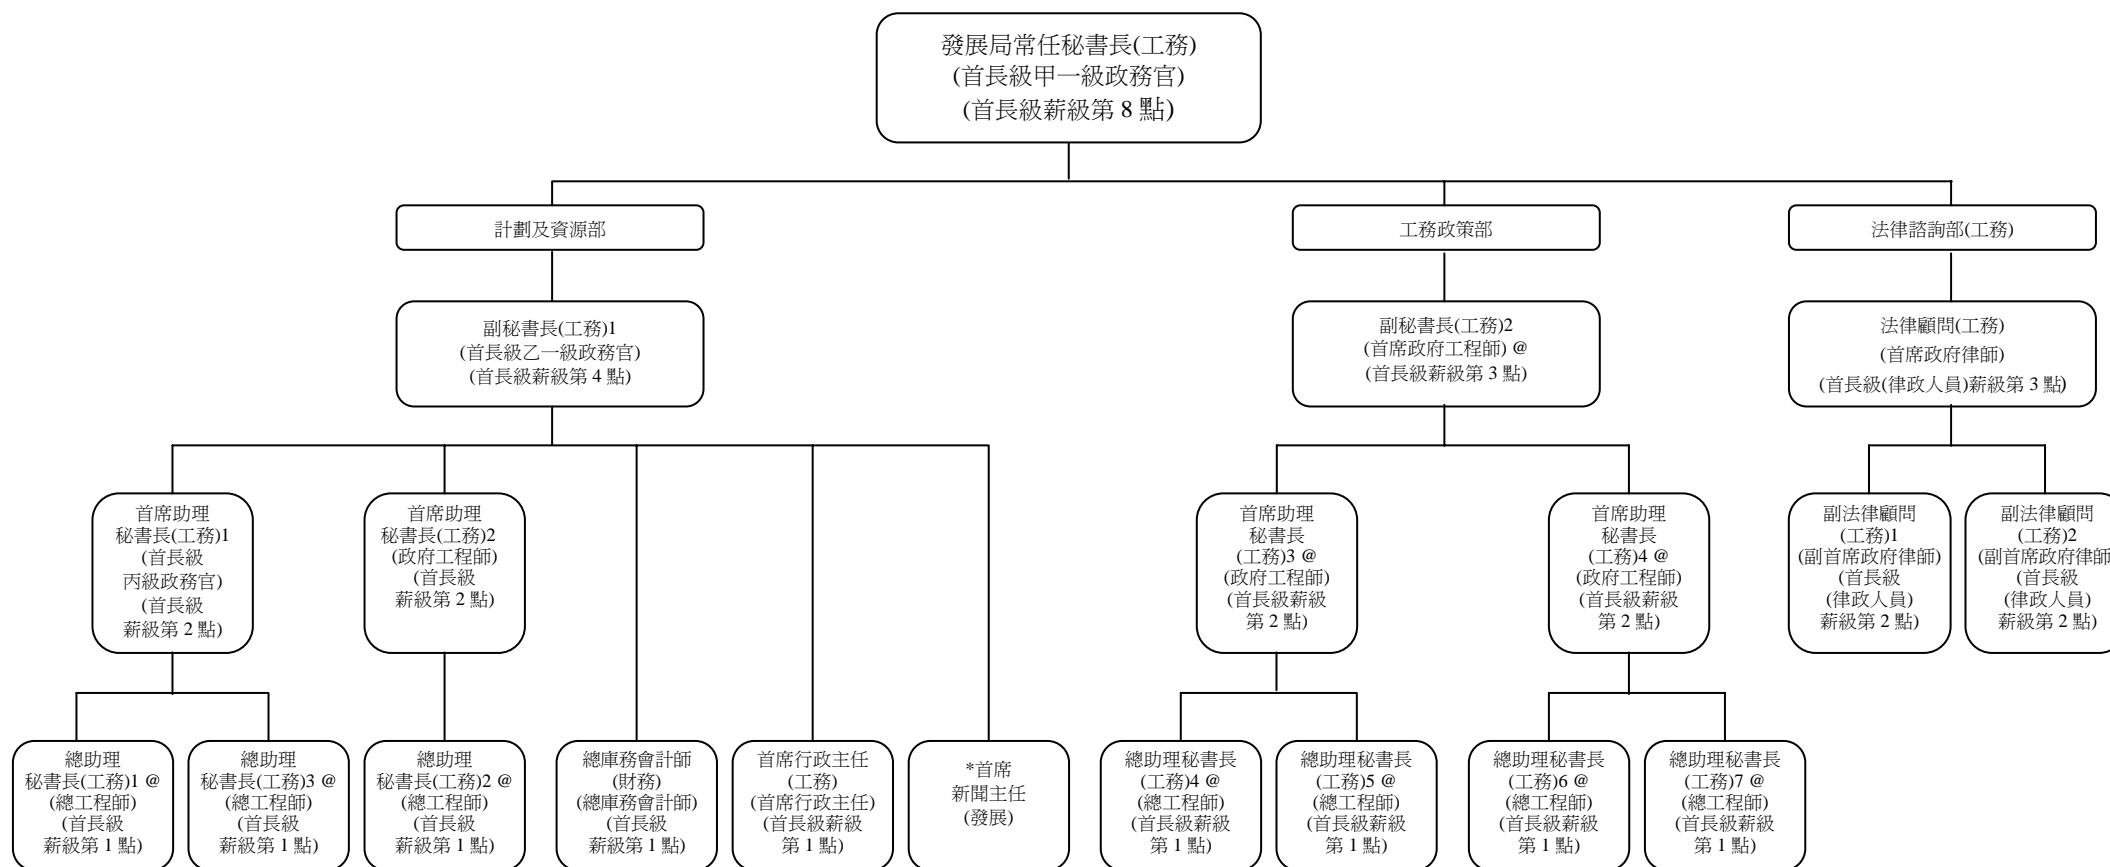 發展局常任秘書長(工務)
(首長級甲一級政務官)
(首長級薪級第 8 點)
計劃及資源部
工務政策部
法律諮詢部(工務)
副秘書長(工務)1
(首長級乙一級政務官)
(首長級薪級第 4 點)
副秘書長(工務)2
(首席政府工程師) @
(首長級薪級第 3 點)
法律顧問(工務)
(首席政府律師)
(首長級(律政人員)薪級第 3 點)
首席助理
秘書長(工務)1
(首長級
丙級政務官)
(首長級
薪級第 2 點)
首席助理
秘書長(工務)2
(政府工程師)
(首長級
薪級第 2 點)
首席助理
秘書長
(工務)3 @
(政府工程師)
(首長級薪級
第 2 點)
首席助理
秘書長
(工務)4 @
(政府工程師)
(首長級薪級
第 2 點)
副法律顧問
(工務)1
(副首席政府律師)
(首長級
(律政人員)
薪級第 2 點)
副法律顧問
(工務)2
(副首席政府律師
(首長級
(律政人員)
薪級第 2 點)
總助理
秘書長(工務)1 @
(總工程師)
(首長級
薪級第 1 點)
總助理
秘書長(工務)3 @
(總工程師)
(首長級
薪級第 1 點)
總助理
秘書長(工務)2 @
(總工程師)
(首長級
薪級第 1 點)
總庫務會計師
(財務)
(總庫務會計師)
(首長級
薪級第 1 點)
首席行政主任
(工務)
(首席行政主任)
(首長級薪級
第 1 點)
*首席
新聞主任
(發展)
總助理秘書長
(工務)4 @
(總工程師)
(首長級薪級
第 1 點)
總助理秘書長
(工務)5 @
(總工程師)
(首長級薪級
第 1 點)
總助理秘書長
(工務)6 @
(總工程師)
(首長級薪級
第 1 點)
總助理秘書長
(工務)7 @
(總工程師)
(首長級薪級
第 1 點)